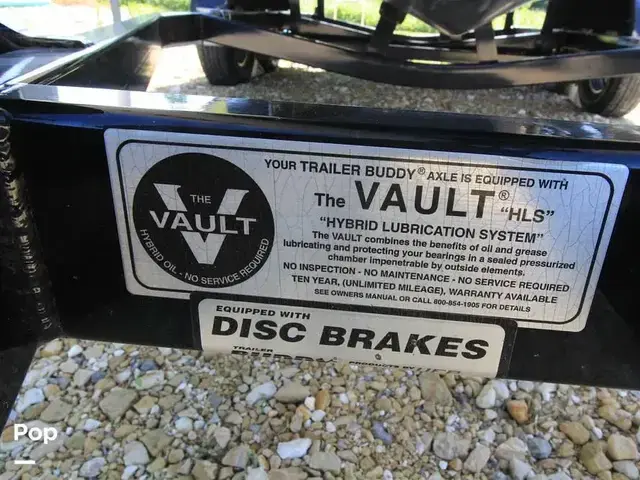 YOUR TRAILER BUDDY® AXLE IS EQUIPPED WITH
The VAULT® "HLS"
"HYBRID LUBRICATION SYSTEM"
The VAULT combines the benefits of oil and grease
lubricating and protecting your bearings in a sealed pressurized
chamber impenetrable by outside elements.
NO INSPECTION - NO MAINTENANCE - NO SERVICE REQUIRED
TEN YEAR, (UNLIMITED MILEAGE), WARRANTY AVAILABLE
SEE OWNERS MANUAL OR CALL 800-854-1905 FOR DETAILS
THE
VAULT
V
HYBRID OIL - NO SERVICE REQUIRED
EQUIPPED WITH
DISC BRAKES
TRAILER
BUDDY
Pop